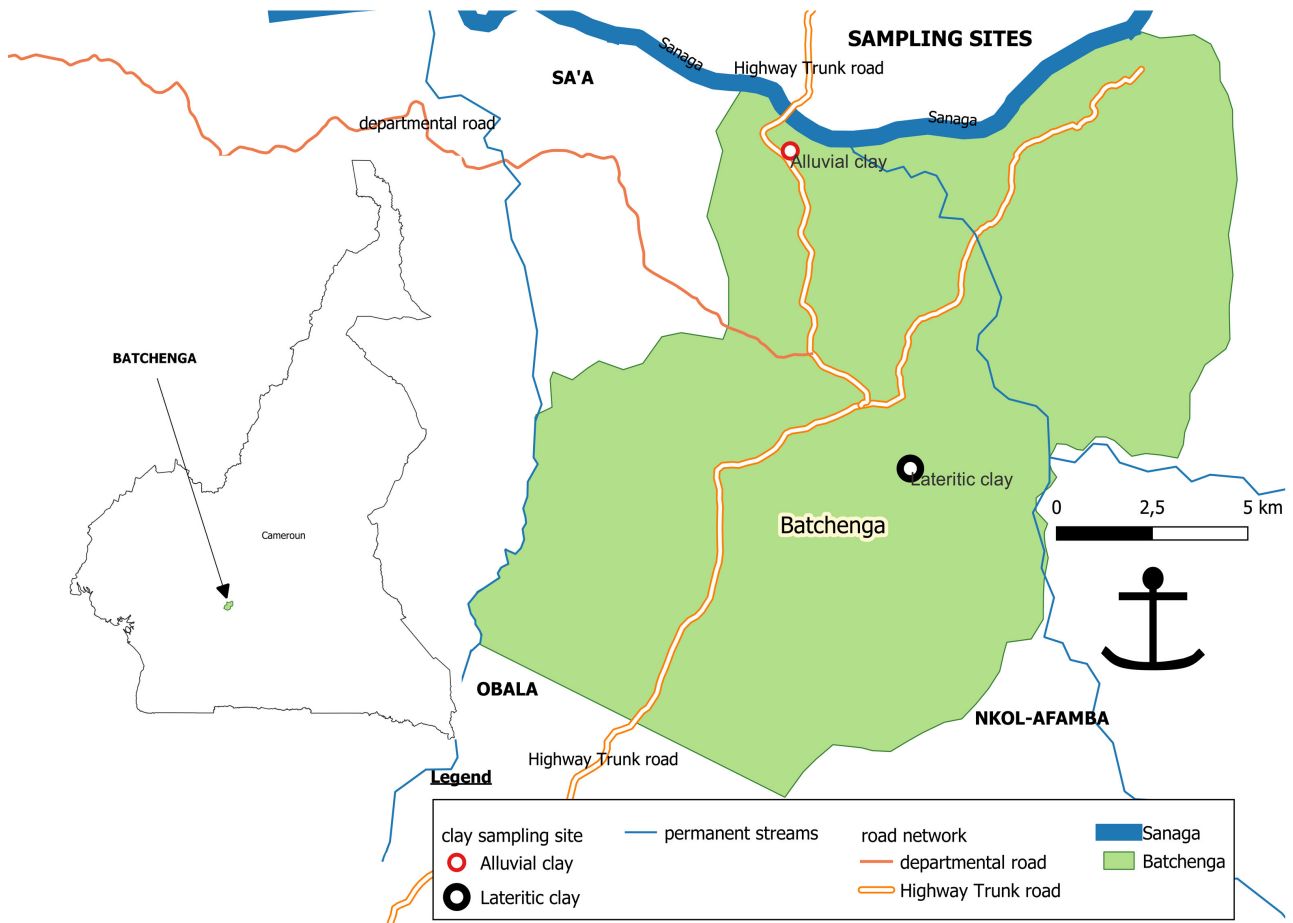 SAMPLING SITES
Sanaga
Highway Trunk road
SA'A
departmental road
Sanaga
Alluvial clay
BATCHENGA
Cameroun
Lateritic clay
Batchenga
0 2,5 5 km
OBALA
NKOL-AFAMBA
Highway Trunk road
Legend
clay sampling site
Alluvial clay
Lateritic clay
permanent streams
road network
departmental road
Highway Trunk road
Sanaga
Batchenga